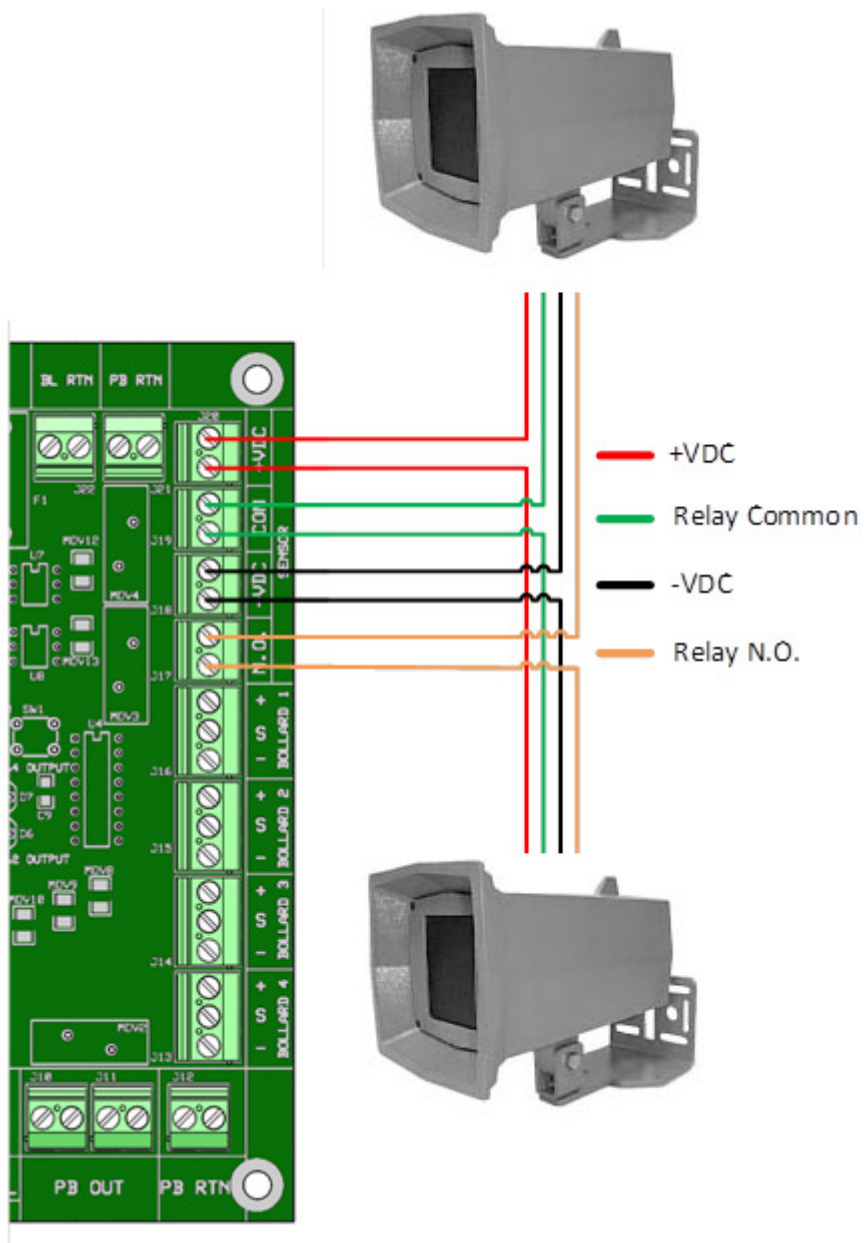 BL RTN
PB RTN
J22
J21
J20
+VDC
COM
-VDC
N.O.
SENSOR
J19
J18
J17
F1
U7
MOV12
MOV4
U8
MOV13
MOV3
SW1
U4
OUTPUT
D7
C9
D6
OUTPUT
MOV8
MOV9
MOV10
J16
+
S
-
BOLLARD 1
J15
+
S
-
BOLLARD 2
J14
+
S
-
BOLLARD 3
J13
+
S
-
BOLLARD 4
MOV2
J10
J11
J12
PB OUT
PB RTN
+VDC
Relay Common
-VDC
Relay N.O.